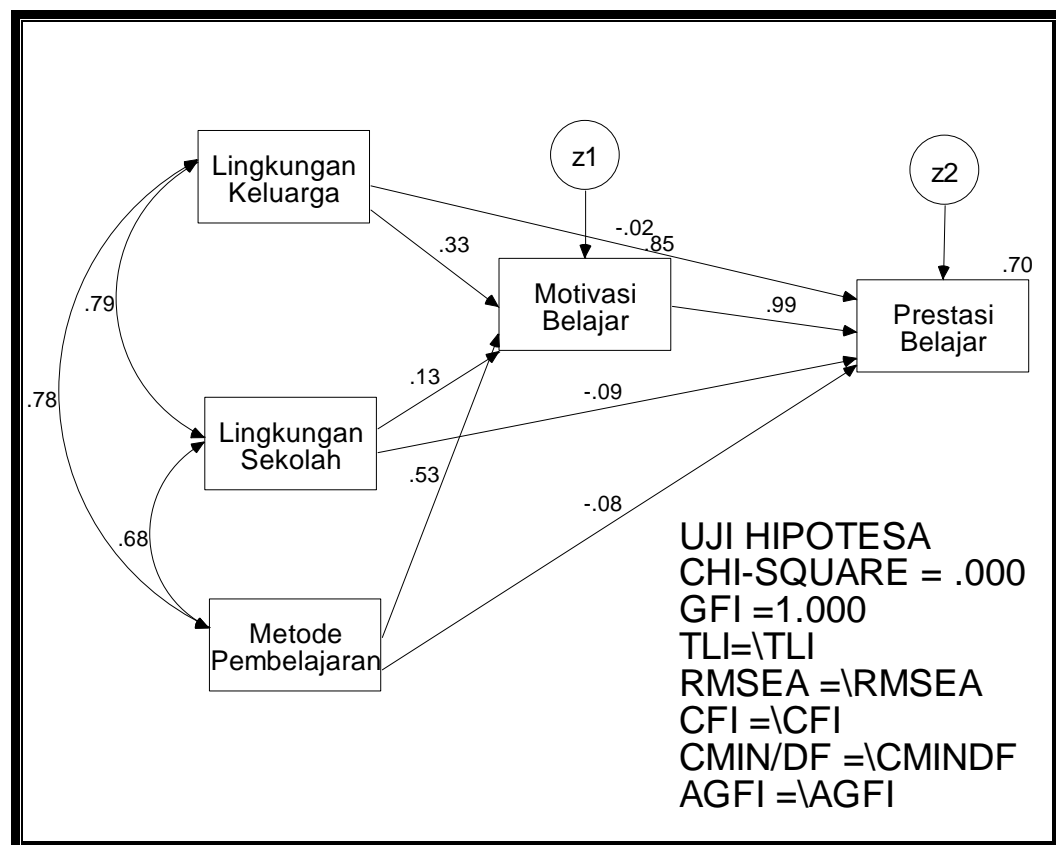 z1
z2
Lingkungan
Keluarga
-.02
.85
.70
.33
Motivasi
Belajar
.99
Prestasi
Belajar
.79
.13
-.09
.78
Lingkungan
Sekolah
.53
-.08
.68
Metode
Pembelajaran
UJI HIPOTESA
CHI-SQUARE = .000
GFI =1.000
TLI=\TLI
RMSEA =\RMSEA
CFI =\CFI
CMIN/DF =\CMINDF
AGFI =\AGFI